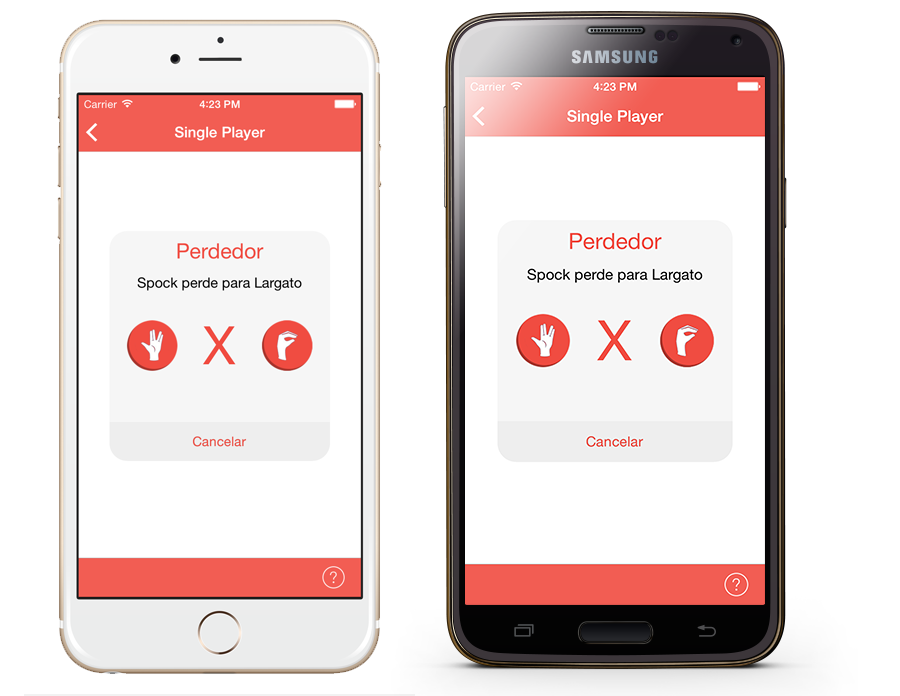 Carrier 4:23 PM
Single Player
Perdedor
Spock perde para Largato
X
Cancelar
?
SAMSUNG
Carrier 4:23 PM
Single Player
Perdedor
Spock perde para Largato
X
Cancelar
?